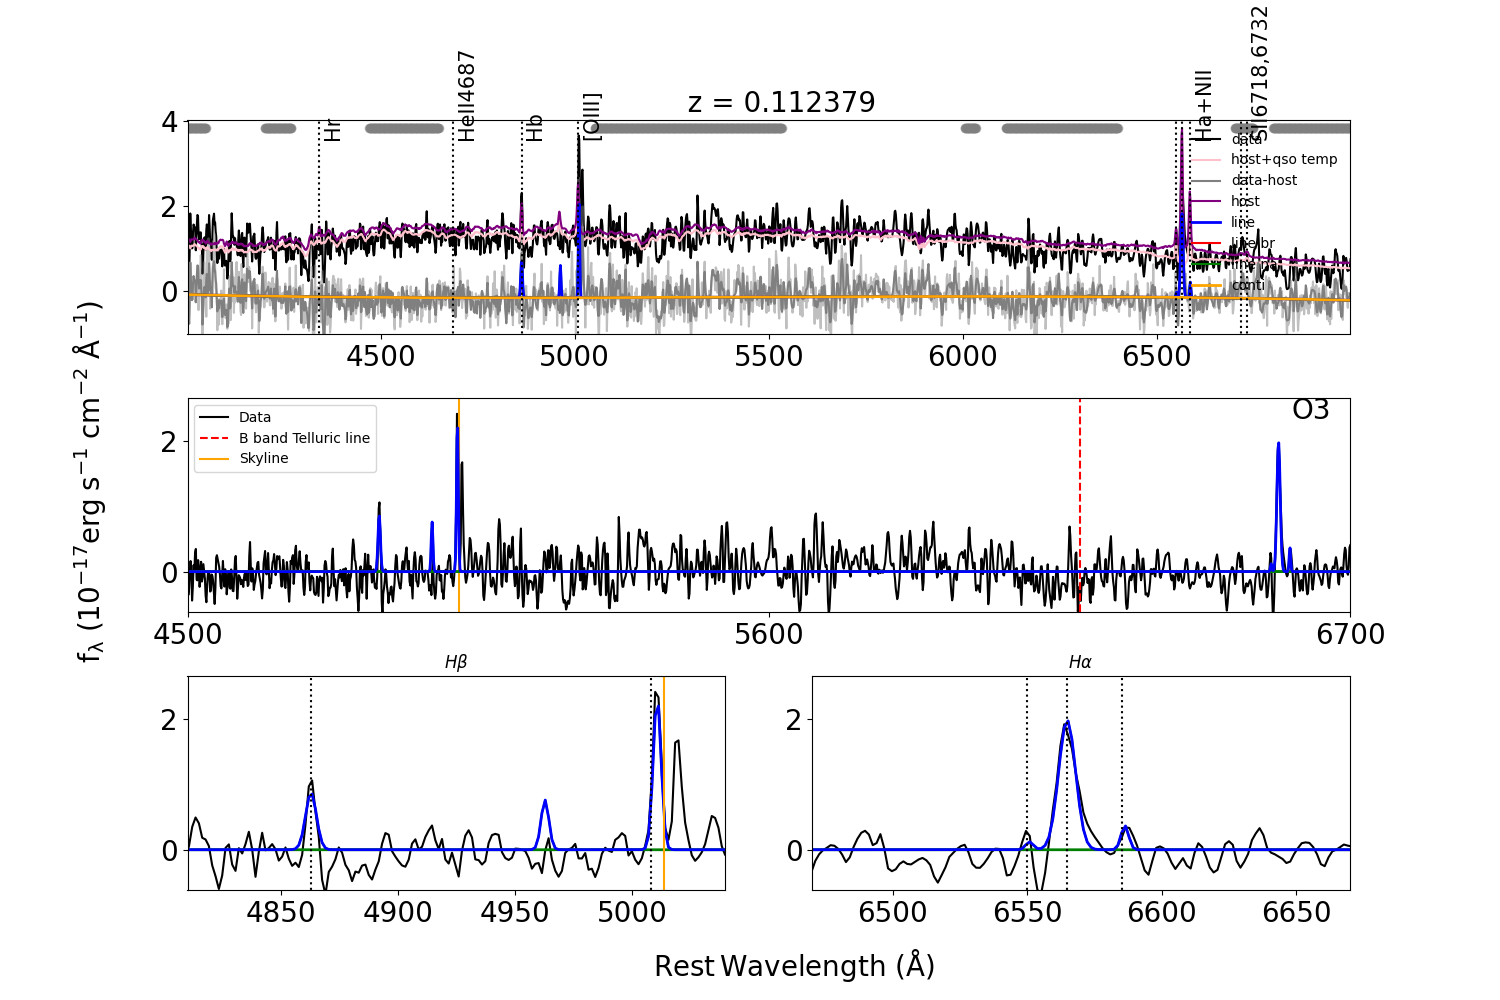 z = 0.112379
Hr
HeII4687
Hb
[OIII]
Ha+NII
SII6718,6732
data
host+qso temp
data-host
host
line
line br
conti
4
2
0
4500
5000
5500
6000
6500
fλ (10−17erg s−1 cm−2 Å−1)
Data
B band Telluric line
Skyline
O3
2
0
4500
5600
6700
Hβ
2
0
4850
4900
4950
5000
Hα
2
0
6500
6550
6600
6650
Rest Wavelength (Å)